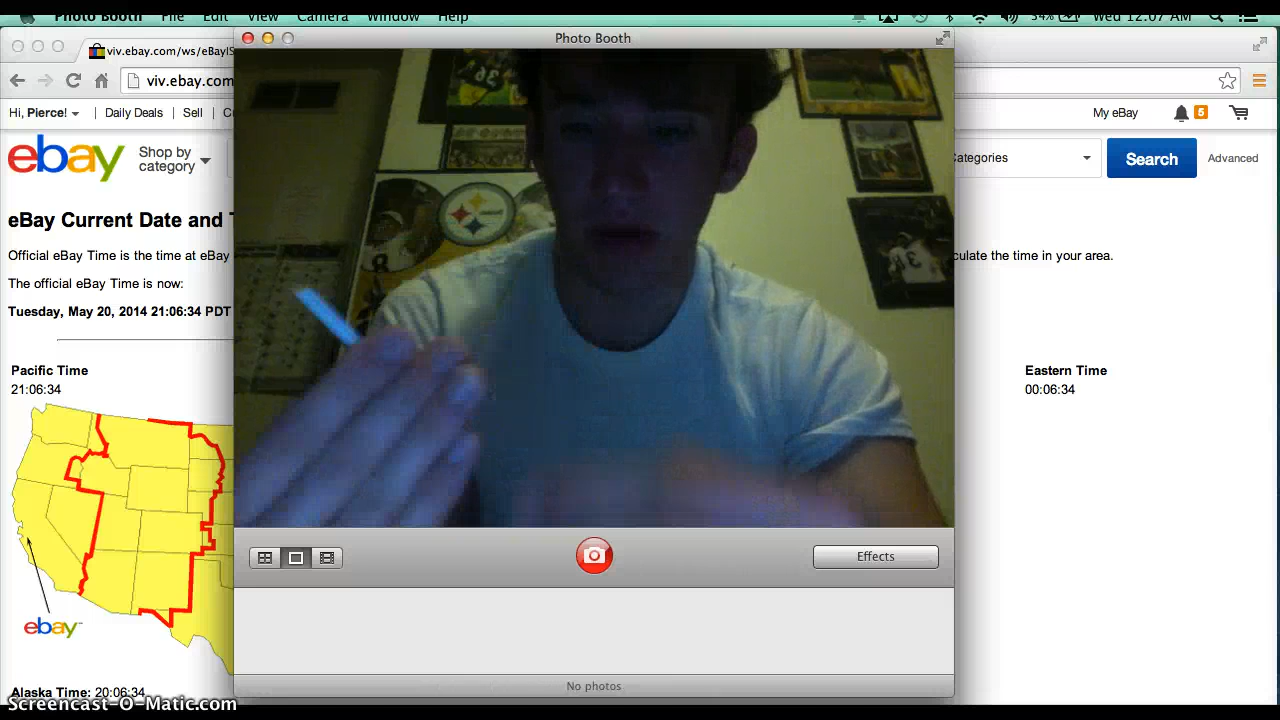 Photo Booth File Edit View Camera Window Help 34% Wed 12:07 AM
Photo Booth
viv.ebay.com/ws/eBayIS
viv.ebay.com
Hi, Pierce! Daily Deals Sell My eBay 5
ebay Shop by category Categories Search Advanced
eBay Current Date and T
Official eBay Time is the time at eBay culate the time in your area.
The official eBay Time is now:
Tuesday, May 20, 2014 21:06:34 PDT
Pacific Time Eastern Time
21:06:34 00:06:34
Effects
ebay
No photos
Alaska Time: 20:06:34
Screencast-O-Matic.com
Steelers